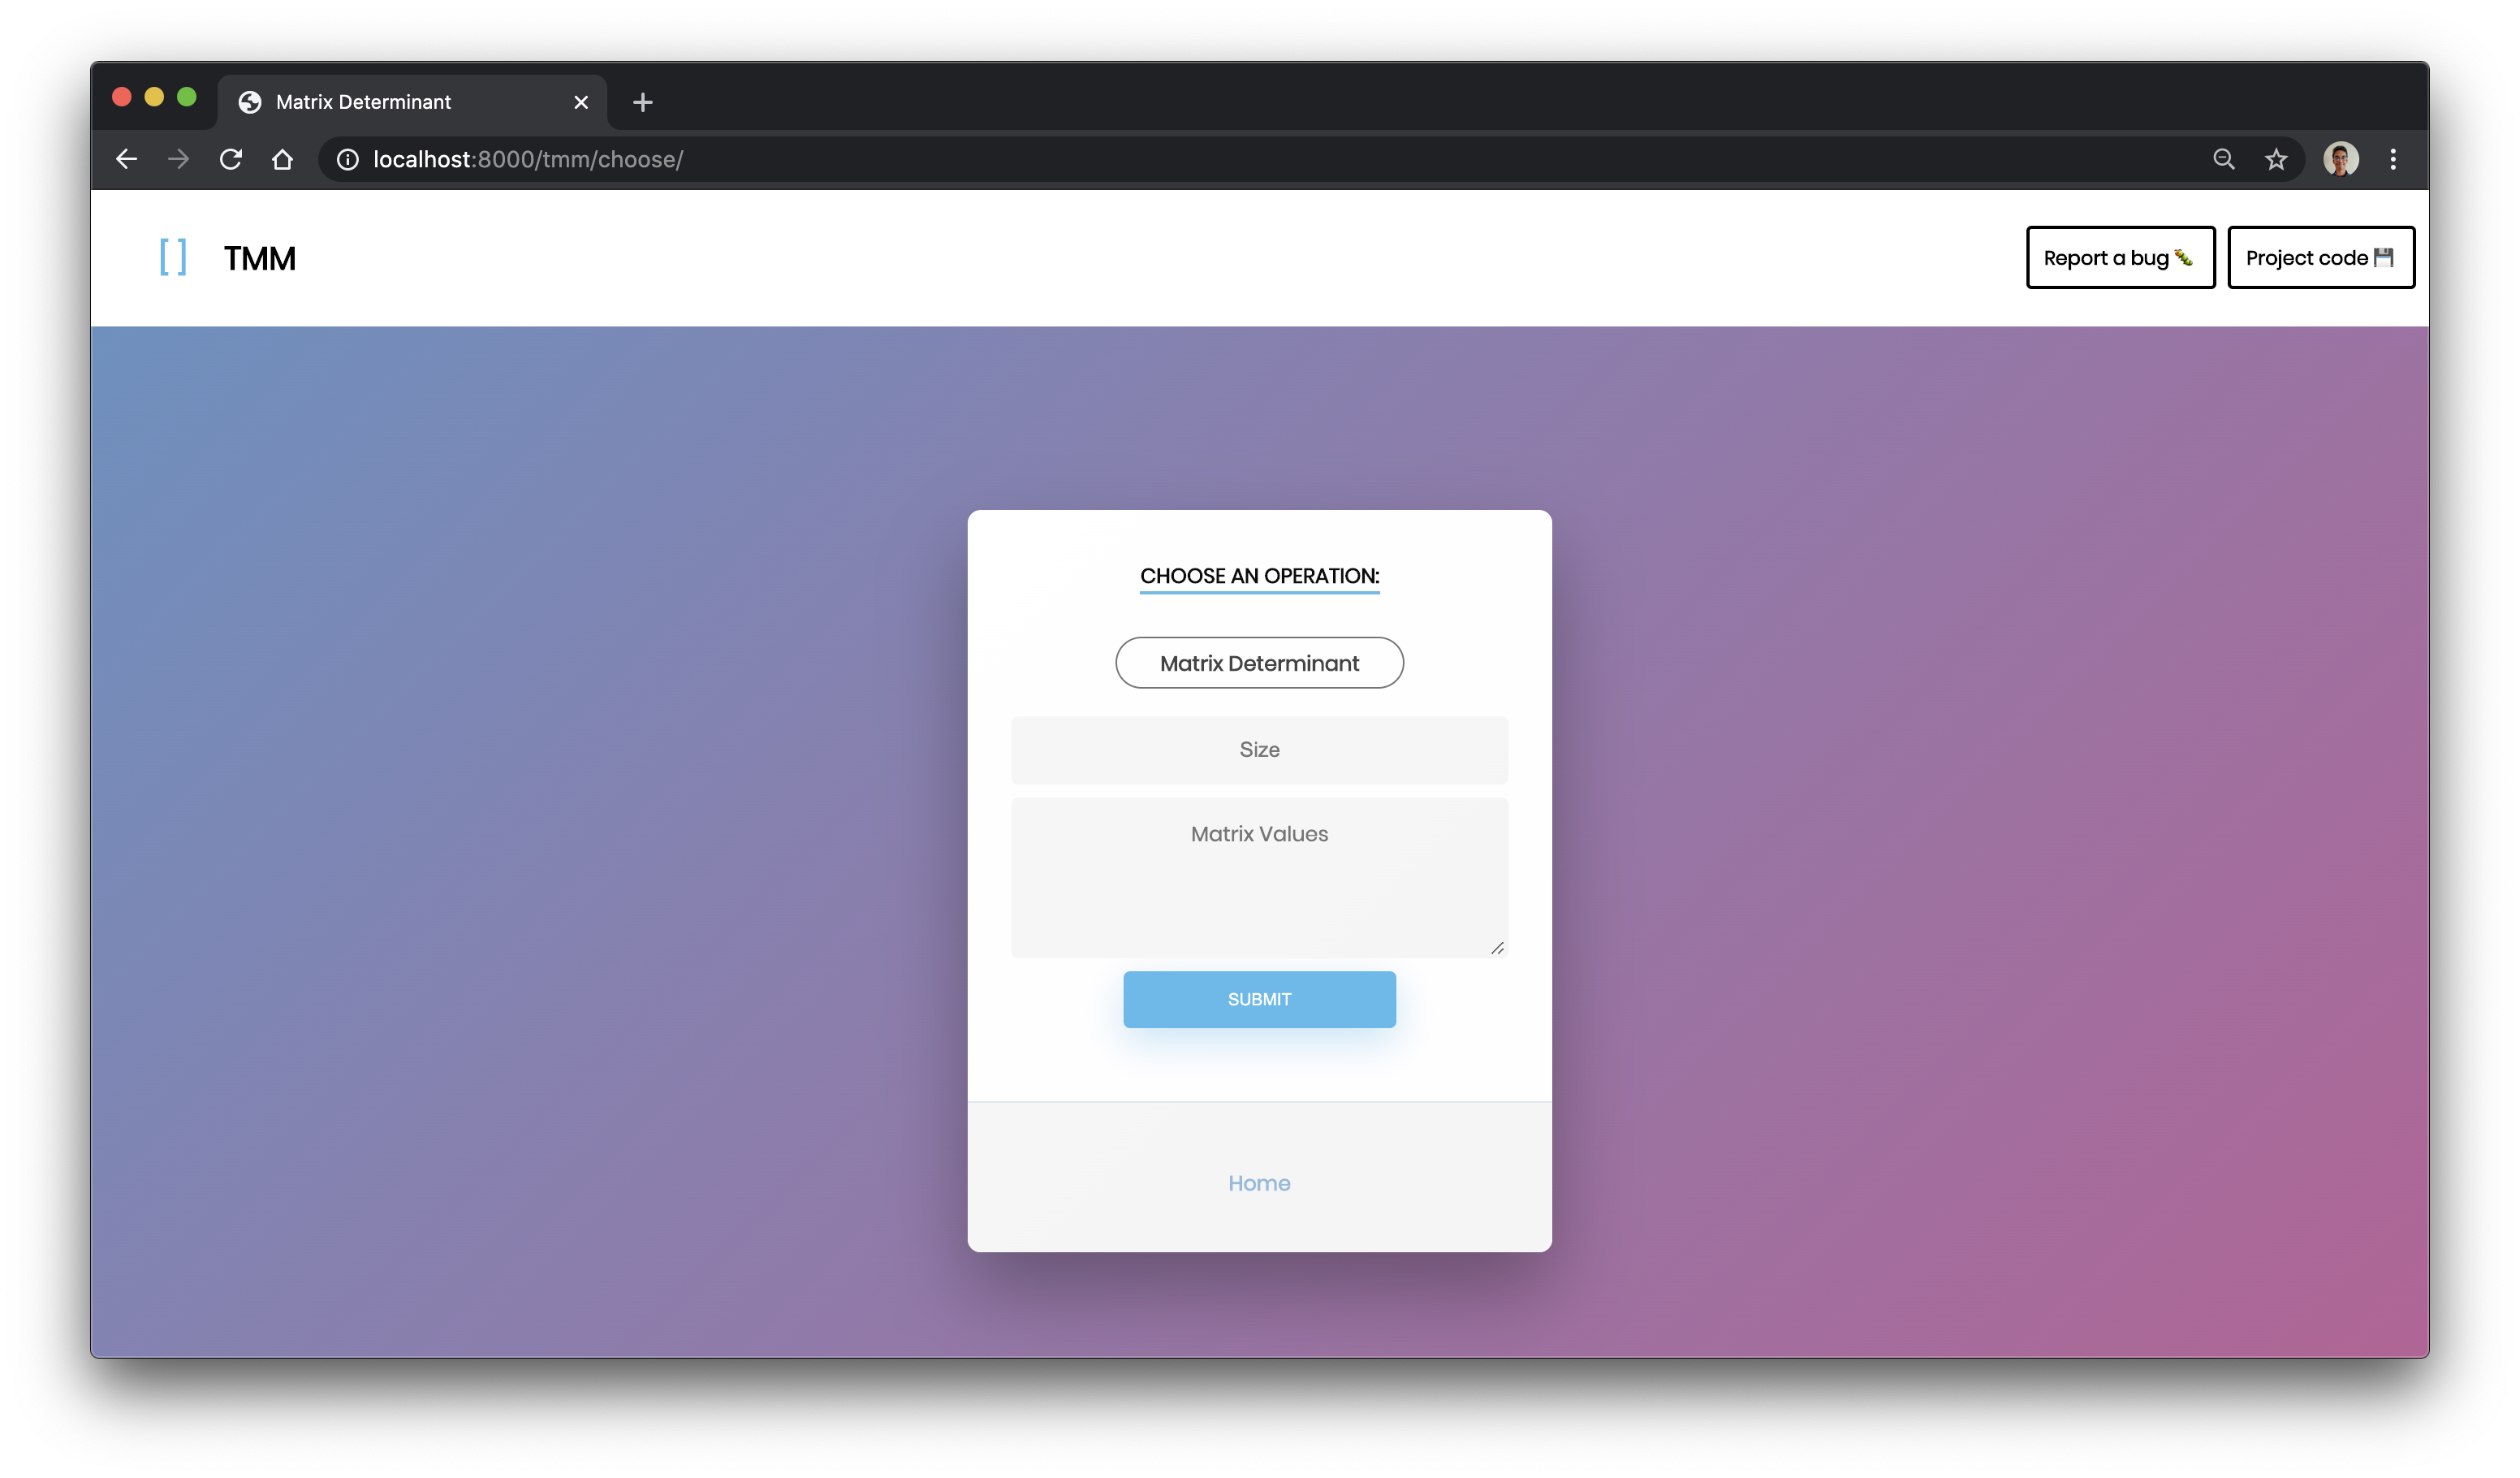 Matrix Determinant
localhost:8000/tmm/choose/
[ ] TMM
Report a bug 🐛
Project code 💾
CHOOSE AN OPERATION:
Matrix Determinant
Size
Matrix Values
SUBMIT
Home